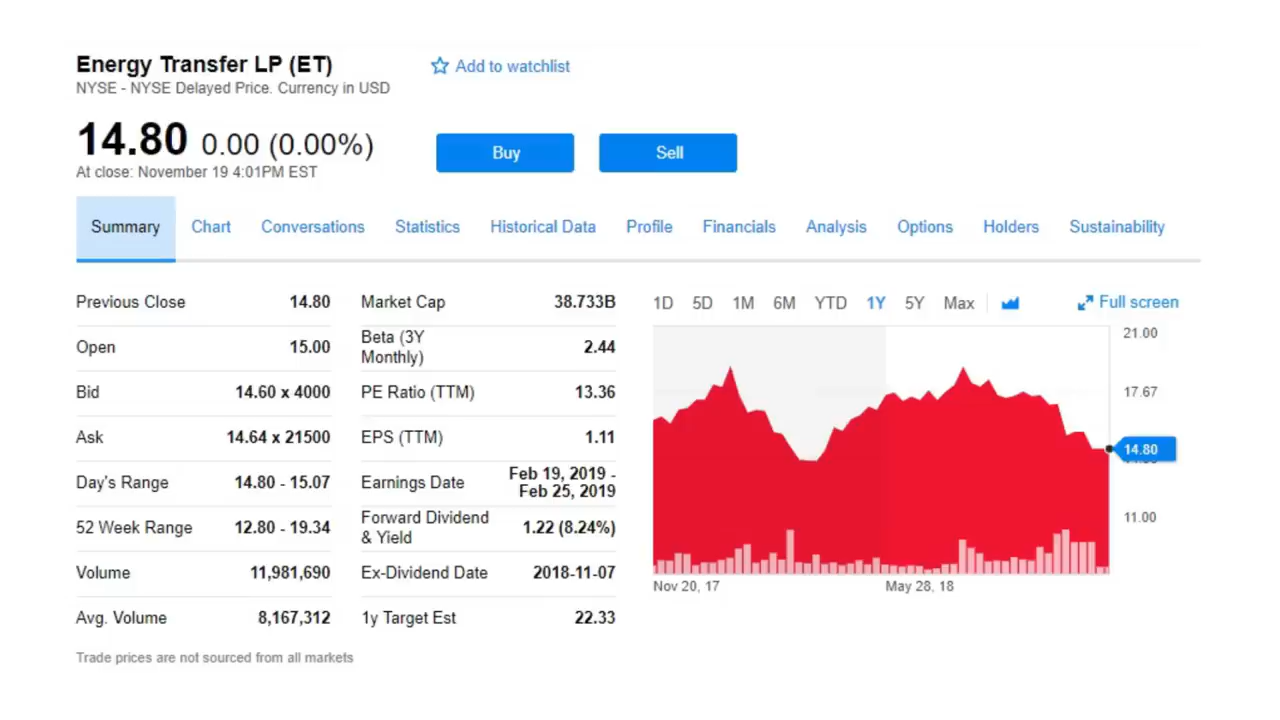 Energy Transfer LP (ET)
Add to watchlist
NYSE - NYSE Delayed Price. Currency in USD
14.80 0.00 (0.00%)
At close: November 19 4:01PM EST
Buy
Sell
Summary
Chart
Conversations
Statistics
Historical Data
Profile
Financials
Analysis
Options
Holders
Sustainability
Previous Close 14.80
Open 15.00
Bid 14.60 x 4000
Ask 14.64 x 21500
Day's Range 14.80 - 15.07
52 Week Range 12.80 - 19.34
Volume 11,981,690
Avg. Volume 8,167,312
Market Cap 38.733B
Beta (3Y
Monthly) 2.44
PE Ratio (TTM) 13.36
EPS (TTM) 1.11
Earnings Date Feb 19, 2019 -
Feb 25, 2019
Forward Dividend
& Yield 1.22 (8.24%)
Ex-Dividend Date 2018-11-07
1y Target Est 22.33
1D 5D 1M 6M YTD 1Y 5Y Max
Full screen
21.00
17.67
14.80
11.00
Nov 20, 17
May 28, 18
Trade prices are not sourced from all markets